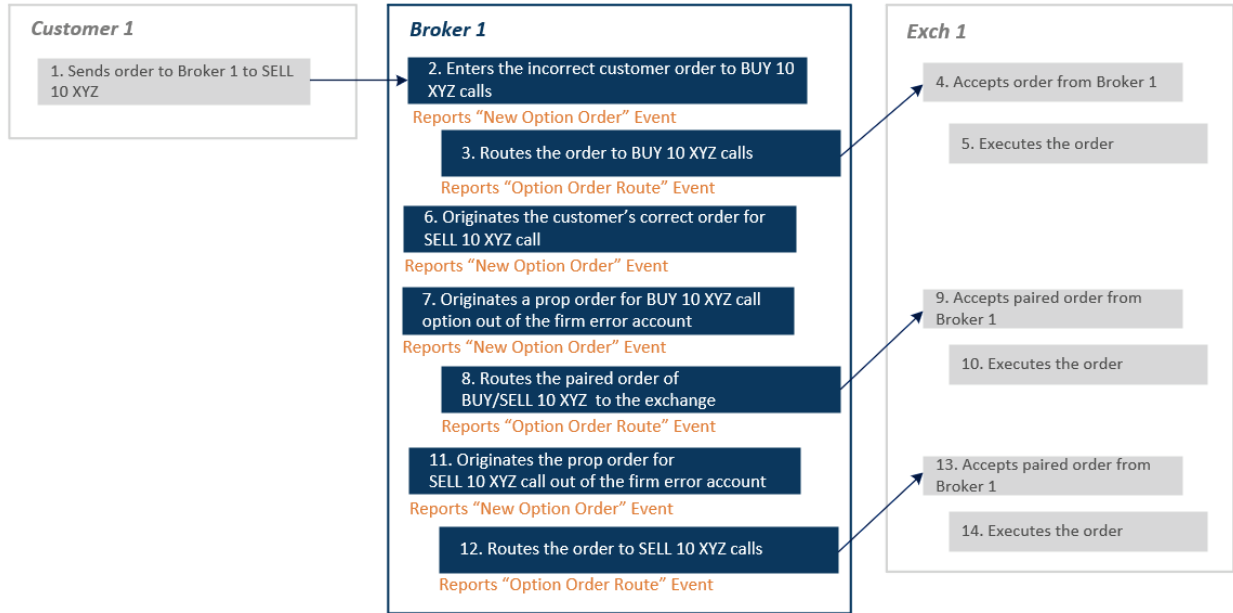 Customer 1
1. Sends order to Broker 1 to SELL
10 XYZ
Broker 1
2. Enters the incorrect customer order to BUY 10
XYZ calls
Reports “New Option Order” Event
3. Routes the order to BUY 10 XYZ calls
Reports “Option Order Route” Event
6. Originates the customer’s correct order for
SELL 10 XYZ call
Reports “New Option Order” Event
7. Originates a prop order for BUY 10 XYZ call
option out of the firm error account
Reports “New Option Order” Event
8. Routes the paired order of
BUY/SELL 10 XYZ to the exchange
Reports “Option Order Route” Event
11. Originates the prop order for
SELL 10 XYZ call out of the firm error account
Reports “New Option Order” Event
12. Routes the order to SELL 10 XYZ calls
Reports “Option Order Route” Event
Exch 1
4. Accepts order from Broker 1
5. Executes the order
9. Accepts paired order from
Broker 1
10. Executes the order
13. Accepts paired order from
Broker 1
14. Executes the order